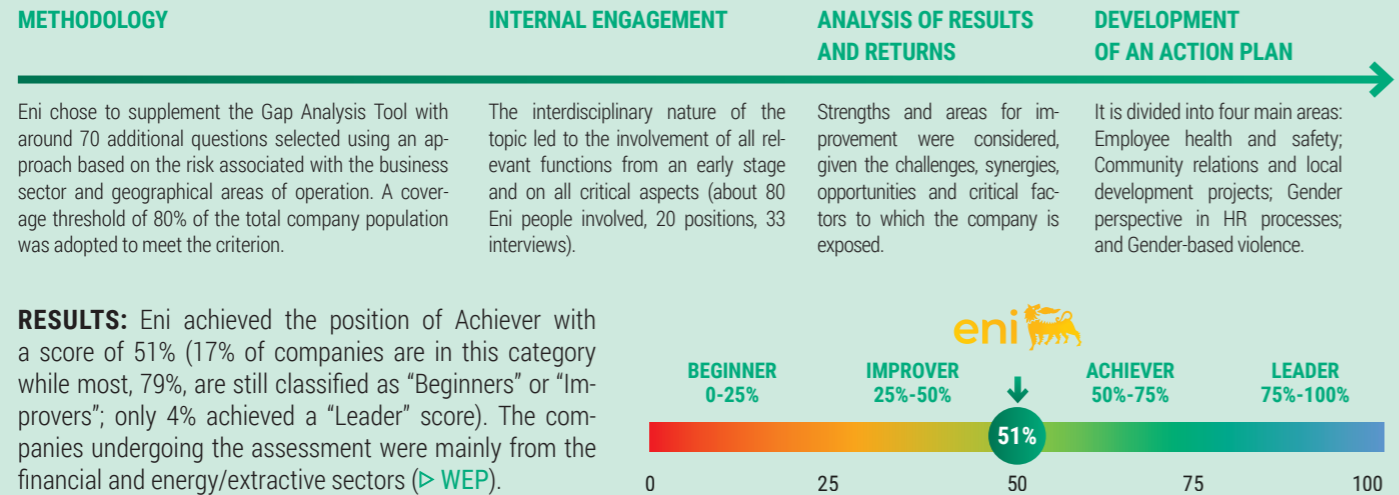 METHODOLOGY
Eni chose to supplement the Gap Analysis Tool with
around 70 additional questions selected using an ap-
proach based on the risk associated with the business
sector and geographical areas of operation. A cover-
age threshold of 80% of the total company population
was adopted to meet the criterion.
INTERNAL ENGAGEMENT
The interdisciplinary nature of the
topic led to the involvement of all rel-
evant functions from an early stage
and on all critical aspects (about 80
Eni people involved, 20 positions, 33
interviews).
ANALYSIS OF RESULTS
AND RETURNS
Strengths and areas for im-
provement were considered,
given the challenges, synergies,
opportunities and critical fac-
tors to which the company is
exposed.
DEVELOPMENT
OF AN ACTION PLAN
It is divided into four main areas:
Employee health and safety;
Community relations and local
development projects; Gender
perspective in HR processes;
and Gender-based violence.
RESULTS: Eni achieved the position of Achiever with
a score of 51% (17% of companies are in this category
while most, 79%, are still classified as “Beginners” or “Im-
provers”; only 4% achieved a “Leader” score). The com-
panies undergoing the assessment were mainly from the
financial and energy/extractive sectors (▷ WEP).
eni
BEGINNER
0-25%
IMPROVER
25%-50%
ACHIEVER
50%-75%
LEADER
75%-100%
51%
0 25 50 75 100